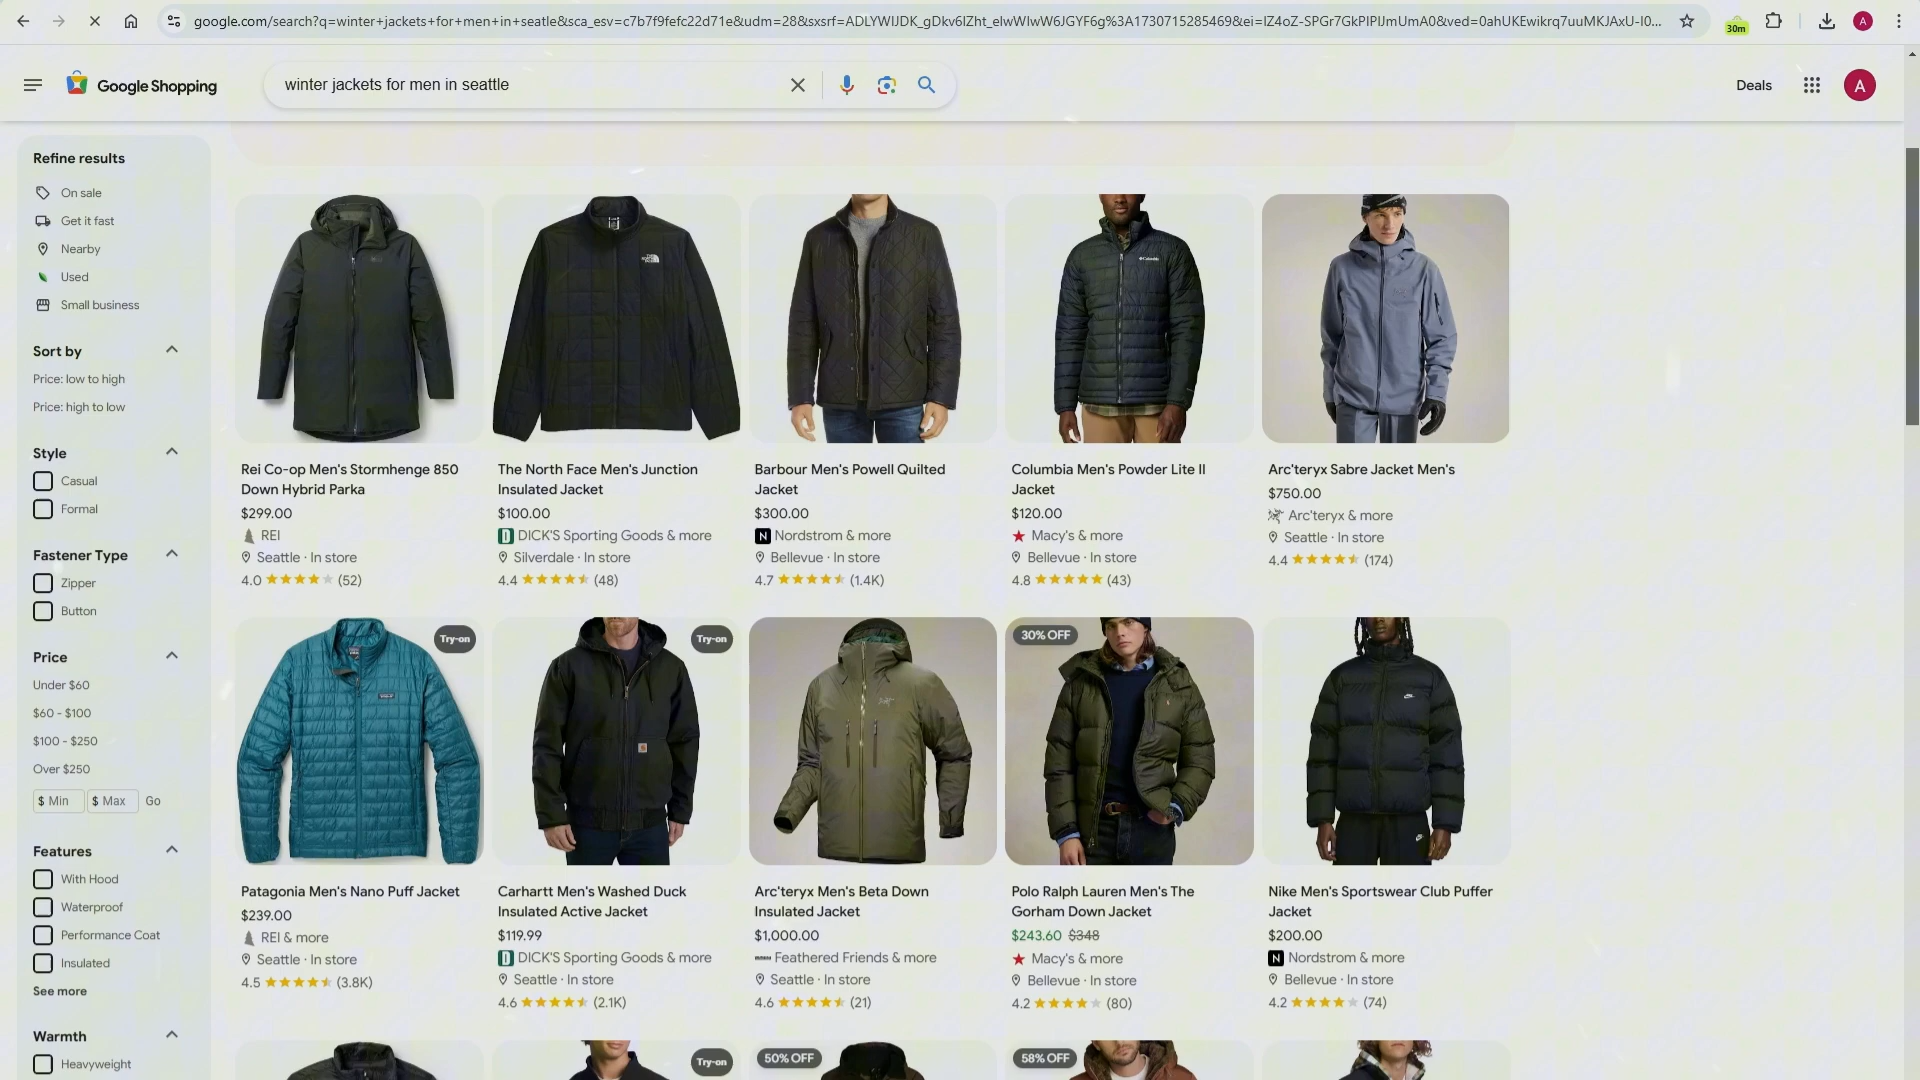 google.com/search?q=winter+jackets+for+men+in+seatle&sca_esv=c7b7f9fefc22d71e&udm=28&sxsrf=ADLYWIJDK_gDkv6IZht_elwWIwW6JGYF6g%3A1730715285469&ei=lZ4oZ-SPGr7GkPIPIJmUmA0&ved=0ahUKEwikrq7uuMKJAxU-I0...
A
30m
Google Shopping
winter jackets for men in seattle
Deals
A
Refine results
On sale
Get it fast
Nearby
Used
Small business
Sort by
Price: low to high
Price: high to low
Style
Casual
Formal
Fastener Type
Zipper
Button
Price
Under $60
$60 - $100
$100 - $250
Over $250
$ Min $ Max Go
Features
With Hood
Waterproof
Performance Coat
Insulated
See more
Warmth
Heavyweight
Rei Co-op Men's Stormhenge 850
Down Hybrid Parka
$299.00
REI
Seattle · In store
4.0 (52)
The North Face Men's Junction
Insulated Jacket
$100.00
DICK'S Sporting Goods & more
Silverdale · In store
4.4 (48)
Barbour Men's Powell Quilted
Jacket
$300.00
N Nordstrom & more
Bellevue · In store
4.7 (1.4K)
Columbia
Columbia Men's Powder Lite II
Jacket
$120.00
Macy's & more
Bellevue · In store
4.8 (43)
Arc'teryx Sabre Jacket Men's
$750.00
Arc'teryx & more
Seattle · In store
4.4 (174)
Try-on
Patagonia Men's Nano Puff Jacket
$239.00
REI & more
Seattle · In store
4.5 (3.8K)
Try-on
Carhartt Men's Washed Duck
Insulated Active Jacket
$119.99
DICK'S Sporting Goods & more
Seattle · In store
4.6 (2.1K)
Arc'teryx Men's Beta Down
Insulated Jacket
$1,000.00
Feathered Friends & more
Seattle · In store
4.6 (21)
30% OFF
Polo Ralph Lauren Men's The
Gorham Down Jacket
$243.60 $348
Macy's & more
Bellevue · In store
4.2 (80)
Nike Men's Sportswear Club Puffer
Jacket
$200.00
N Nordstrom & more
Bellevue · In store
4.2 (74)
Try-on
50% OFF
58% OFF